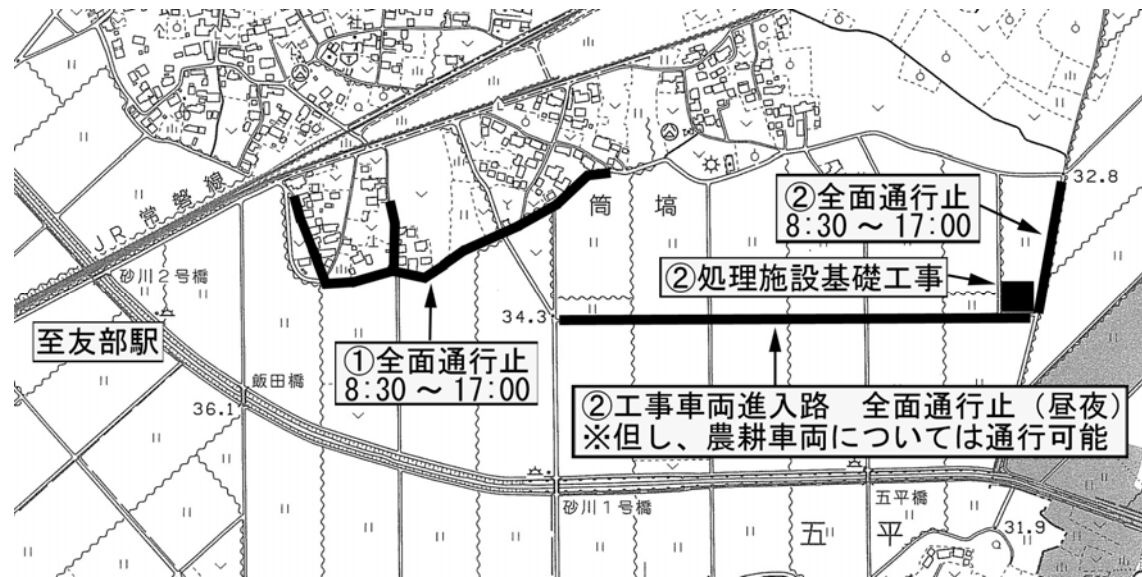 JR常磐線
筒塙
32.8
②全面通行止
8:30～17:00
②処理施設基礎工事
砂川2号橋
34.3
至友部駅
①全面通行止
8:30～17:00
飯田橋
36.1
②工事車両進入路 全面通行止（昼夜）
※但し、農耕車両については通行可能
砂川1号橋
五平橋
五平
31.9